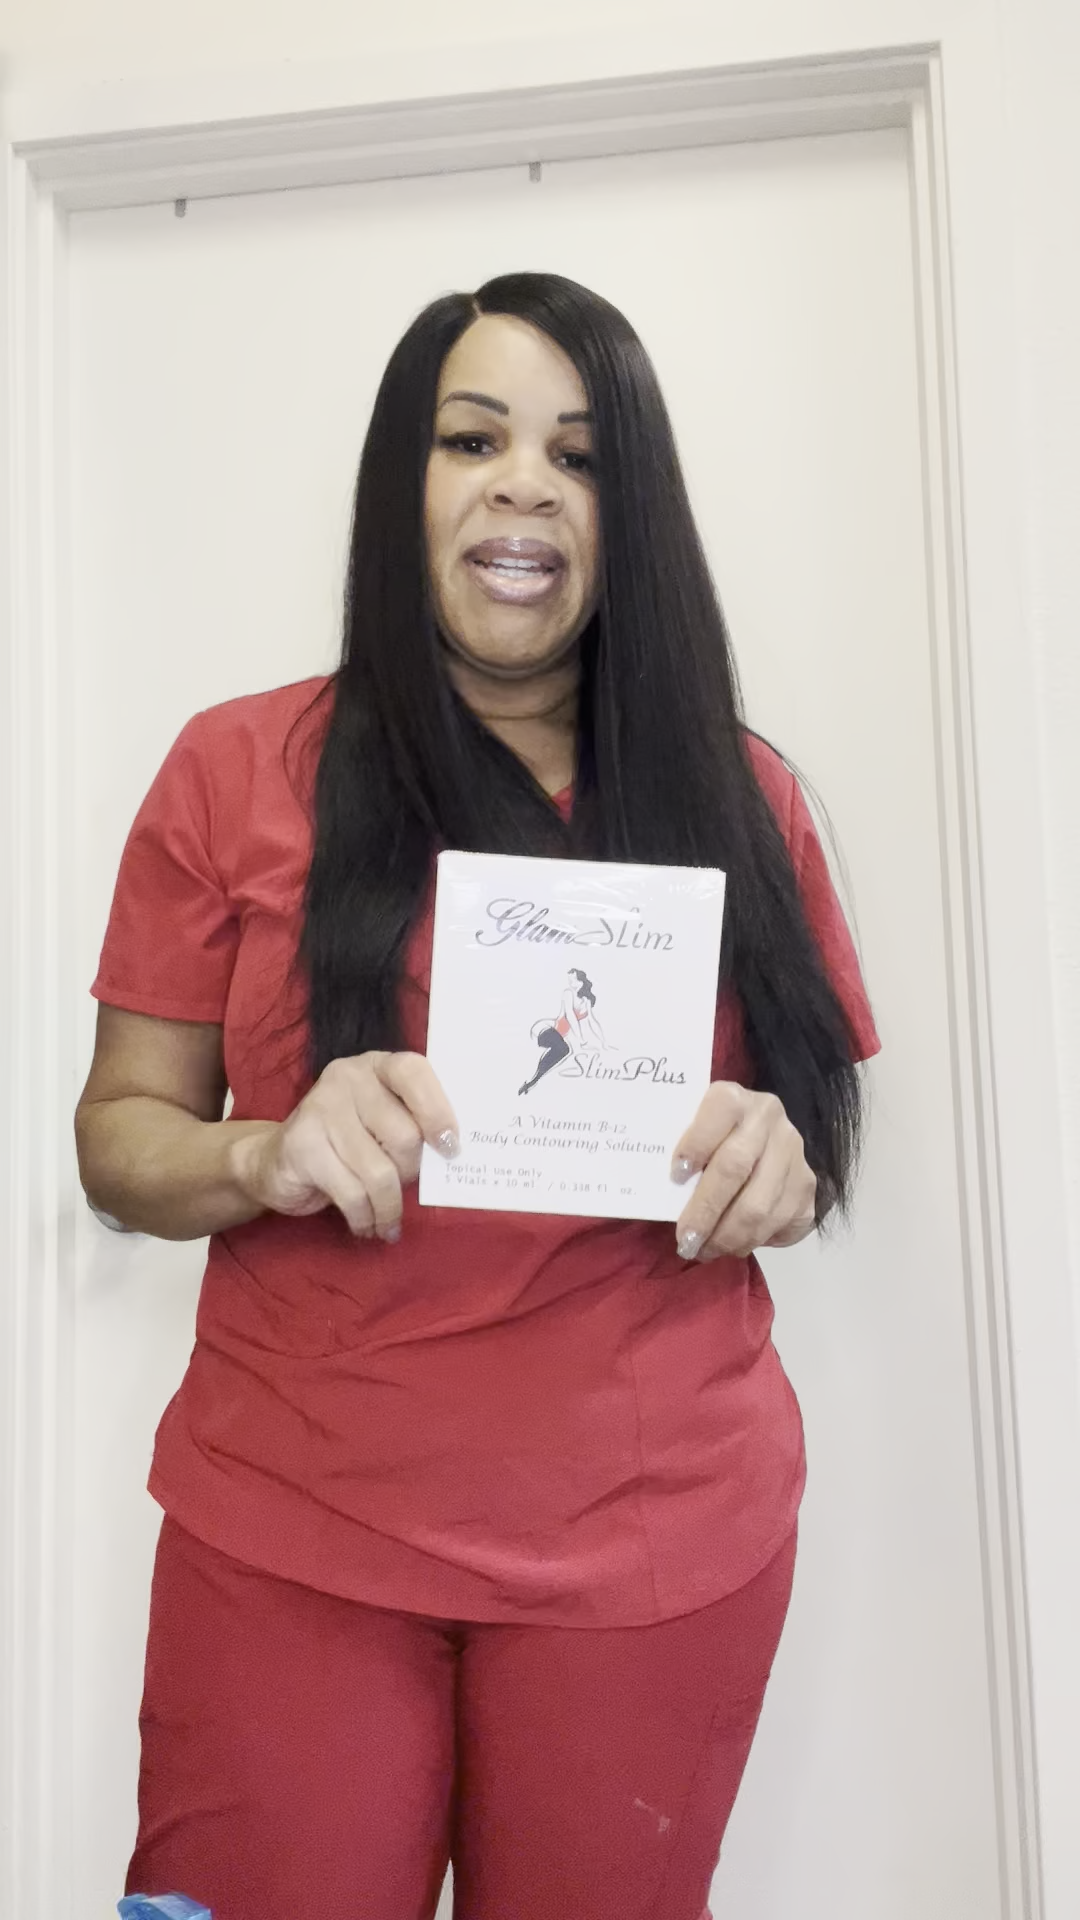 Glam Slim
SlimPlus
A Vitamin B-12
Body Contouring Solution
Topical Use Only
5 Vials x 10 ml / 0.338 fl oz.